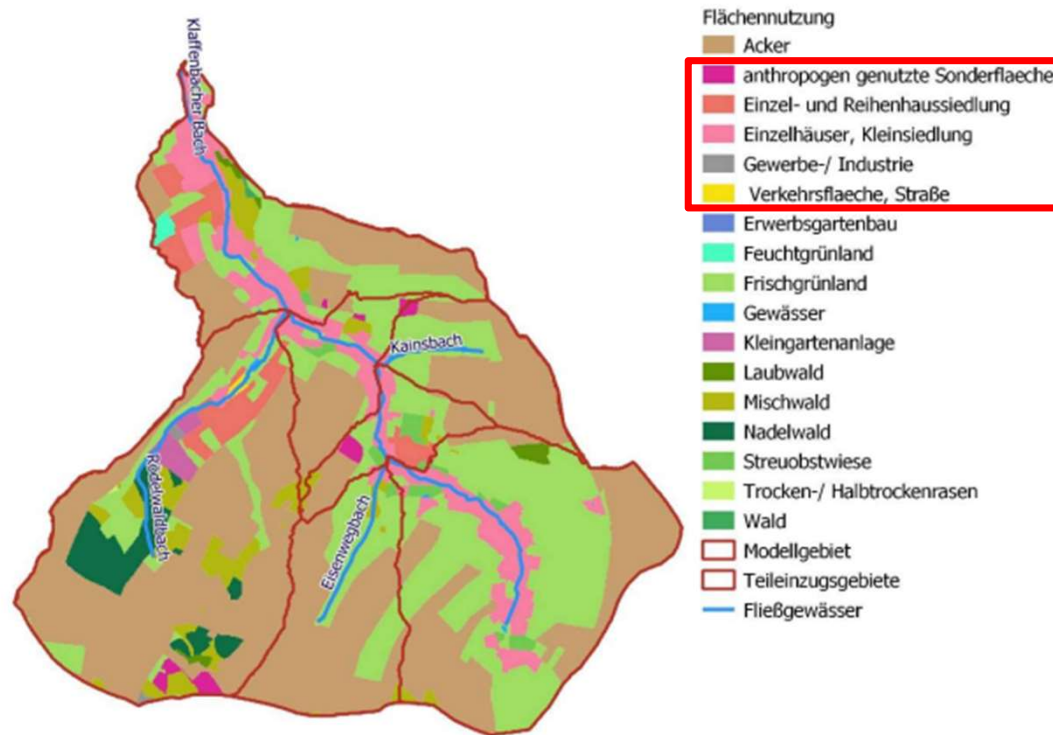 Flächennutzung
Acker
anthropogen genutzte Sonderflaeche
Einzel- und Reihenhaussiedlung
Einzelhäuser, Kleinsiedlung
Gewerbe-/ Industrie
Verkehrsflaeche, Straße
Erwerbsgartenbau
Feuchtgrünland
Frischgrünland
Gewässer
Kleingartenanlage
Laubwald
Mischwald
Nadelwald
Streuobstwiese
Trocken-/ Halbtrockenrasen
Wald
Modellgebiet
Teileinzugsgebiete
Fließgewässer
Klaffenbacher Bach
Kainsbach
Rödelwaldbach
Eisenwegbach